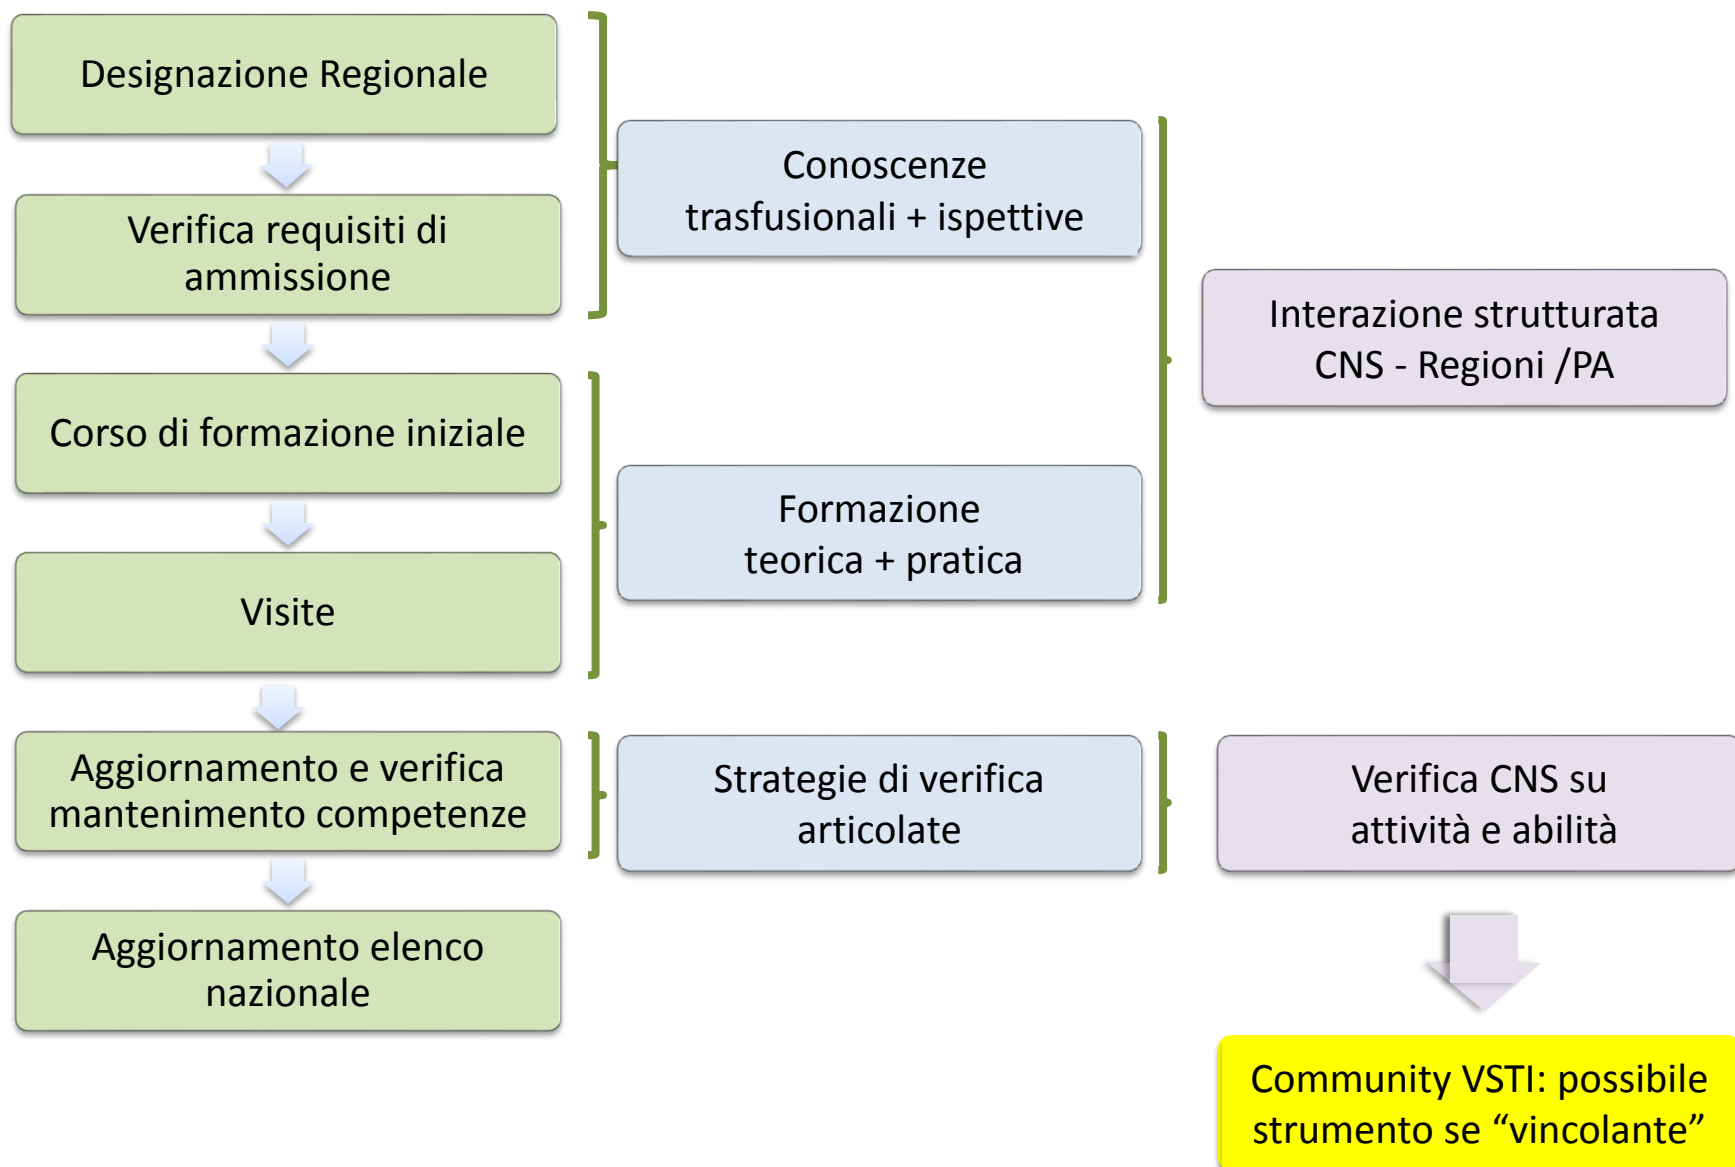 Designazione Regionale
Verifica requisiti di
ammissione
Corso di formazione iniziale
Visite
Aggiornamento e verifica
mantenimento competenze
Aggiornamento elenco
nazionale
Conoscenze
trasfusionali + ispettive
Formazione
teorica + pratica
Strategie di verifica
articolate
Interazione strutturata
CNS - Regioni /PA
Verifica CNS su
attività e abilità
Community VSTI: possibile
strumento se “vincolante”